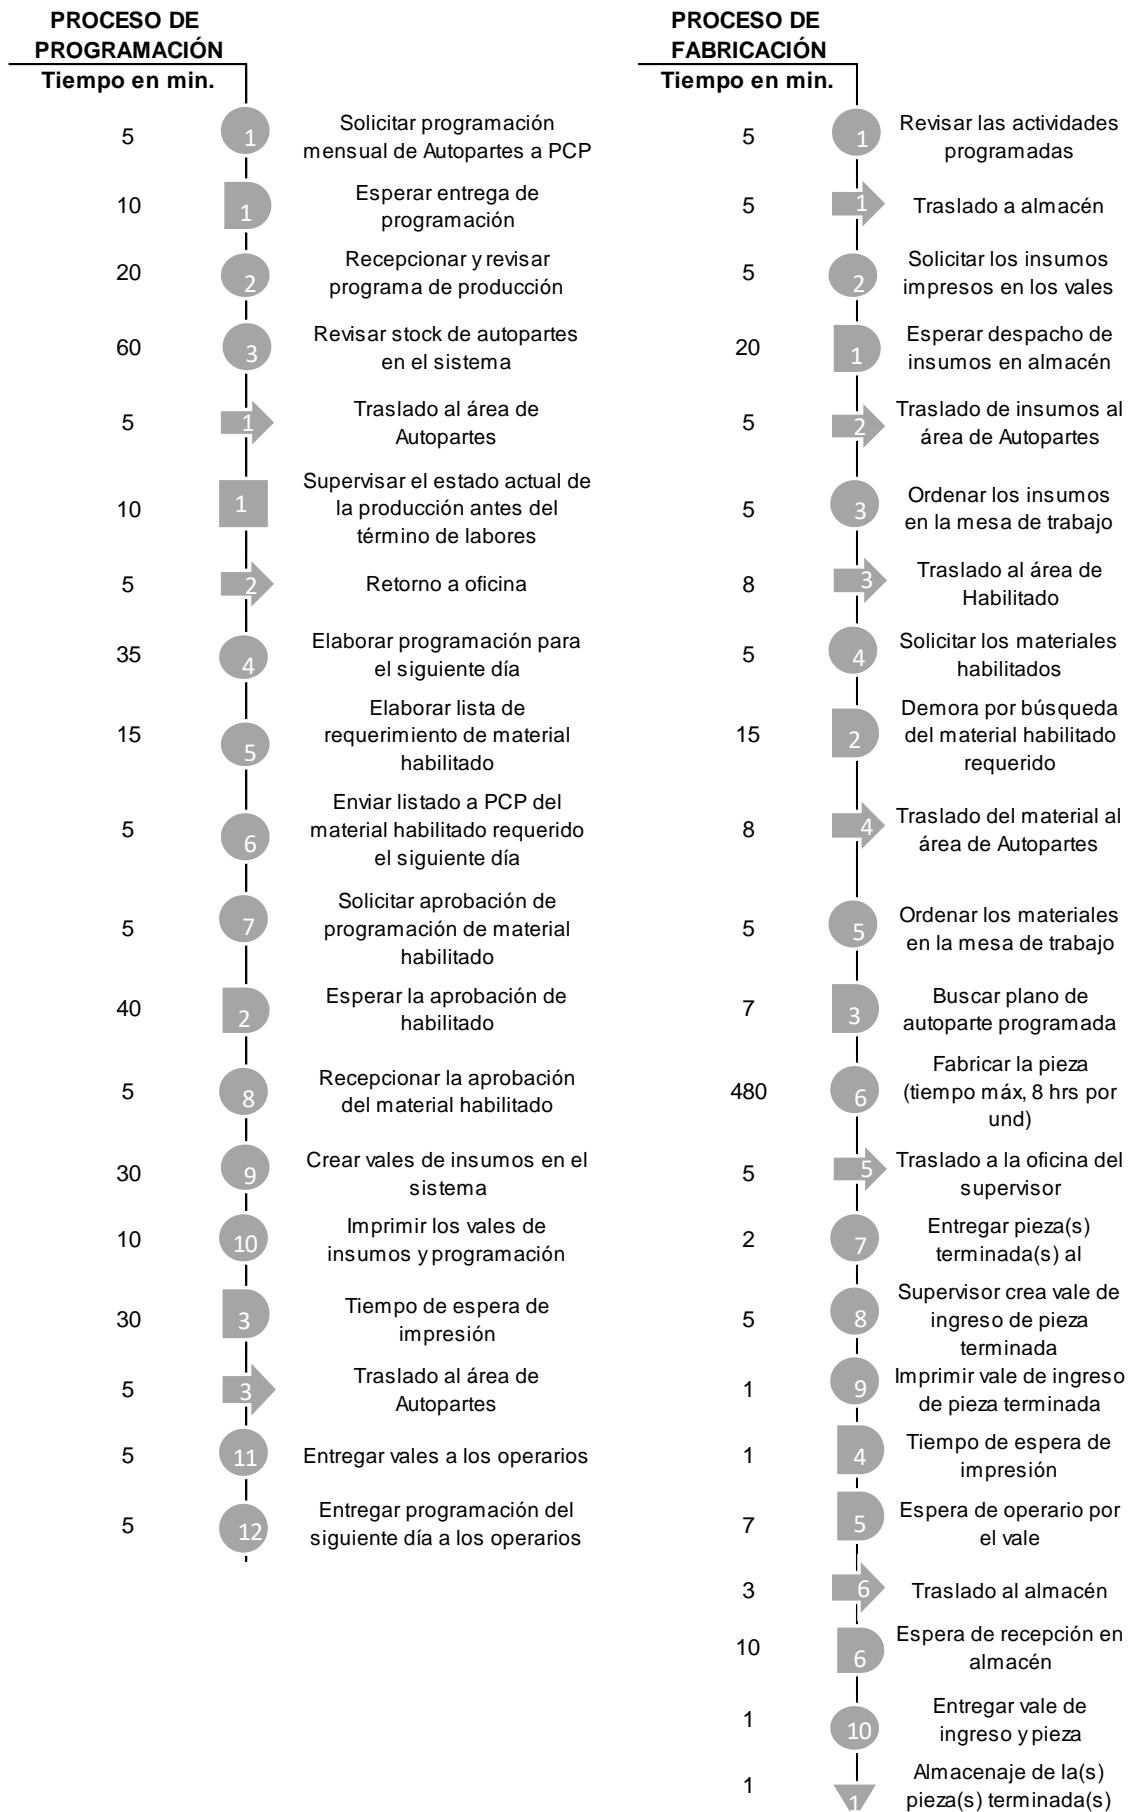 PROCESO DE
PROGRAMACIÓN
Tiempo en min.
5
1
Solicitar programación
mensual de Autopartes a PCP
10
1
Esperar entrega de
programación
20
2
Recepcionar y revisar
programa de producción
60
3
Revisar stock de autopartes
en el sistema
5
1
Traslado al área de
Autopartes
10
1
Supervisar el estado actual de
la producción antes del
término de labores
5
2
Retorno a oficina
35
4
Elaborar programación para
el siguiente día
15
5
Elaborar lista de
requerimiento de material
habilitado
5
6
Enviar listado a PCP del
material habilitado requerido
el siguiente día
5
7
Solicitar aprobación de
programación de material
habilitado
40
2
Esperar la aprobación de
habilitado
5
8
Recepcionar la aprobación
del material habilitado
30
9
Crear vales de insumos en el
sistema
10
10
Imprimir los vales de
insumos y programación
30
3
Tiempo de espera de
impresión
5
3
Traslado al área de
Autopartes
5
11
Entregar vales a los operarios
5
12
Entregar programación del
siguiente día a los operarios
PROCESO DE
FABRICACIÓN
Tiempo en min.
5
1
Revisar las actividades
programadas
5
1
Traslado a almacén
5
2
Solicitar los insumos
impresos en los vales
20
1
Esperar despacho de
insumos en almacén
5
2
Traslado de insumos al
área de Autopartes
5
3
Ordenar los insumos
en la mesa de trabajo
8
3
Traslado al área de
Habilitado
5
4
Solicitar los materiales
habilitados
15
2
Demora por búsqueda
del material habilitado
requerido
8
4
Traslado del material al
área de Autopartes
5
5
Ordenar los materiales
en la mesa de trabajo
7
3
Buscar plano de
autoparte programada
480
6
Fabricar la pieza
(tiempo máx, 8 hrs por
und)
5
5
Traslado a la oficina del
supervisor
2
7
Entregar pieza(s)
terminada(s) al
5
8
Supervisor crea vale de
ingreso de pieza
terminada
1
9
Imprimir vale de ingreso
de pieza terminada
1
4
Tiempo de espera de
impresión
7
5
Espera de operario por
el vale
3
6
Traslado al almacén
10
6
Espera de recepción en
almacén
1
10
Entregar vale de
ingreso y pieza
1
1
Almacenaje de la(s)
pieza(s) terminada(s)